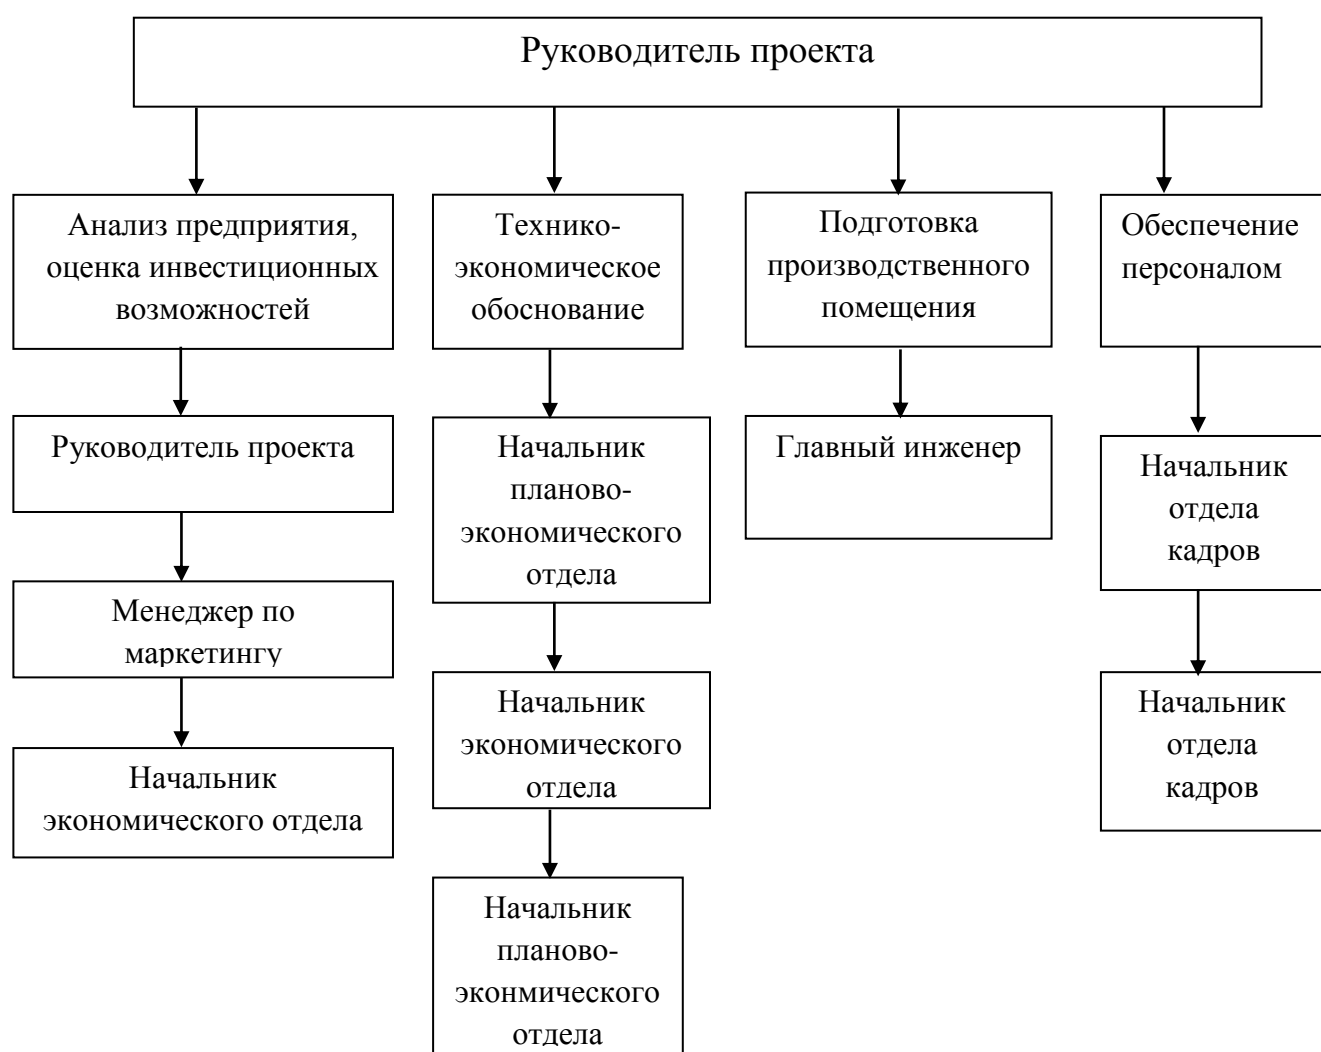 Руководитель проекта
Анализ предприятия,
оценка инвестиционных
возможностей
Технико-
экономическое
обоснование
Подготовка
производственного
помещения
Обеспечение
персоналом
Руководитель проекта
Начальник
планово-
экономического
отдела
Главный инженер
Начальник
отдела
кадров
Менеджер по
маркетингу
Начальник
экономического
отдела
Начальник
отдела
кадров
Начальник
экономического отдела
Начальник
планово-
эконмического
отдела